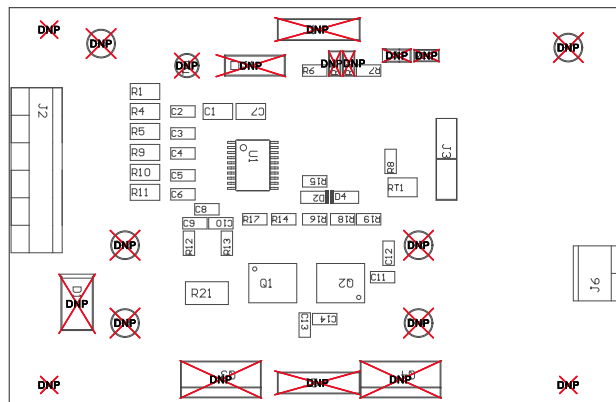 DNP
DNP
DNP
DNP
DNP
DNP
R6
DNP
DNP
R7
DNP
DNP
R1
J2
R4
C2
C1
C7
R5
C3
R9
C4
U1
J3
R8
R10
C5
R15
RT1
R11
C6
D2
D4
C8
C9
C10
R17
R14
R16
R18
R19
DNP
R12
R13
DNP
C12
C11
DNP
R21
Q1
Q2
J6
DNP
C13
C14
DNP
DNP
DNP
DNP
DNP
DNP